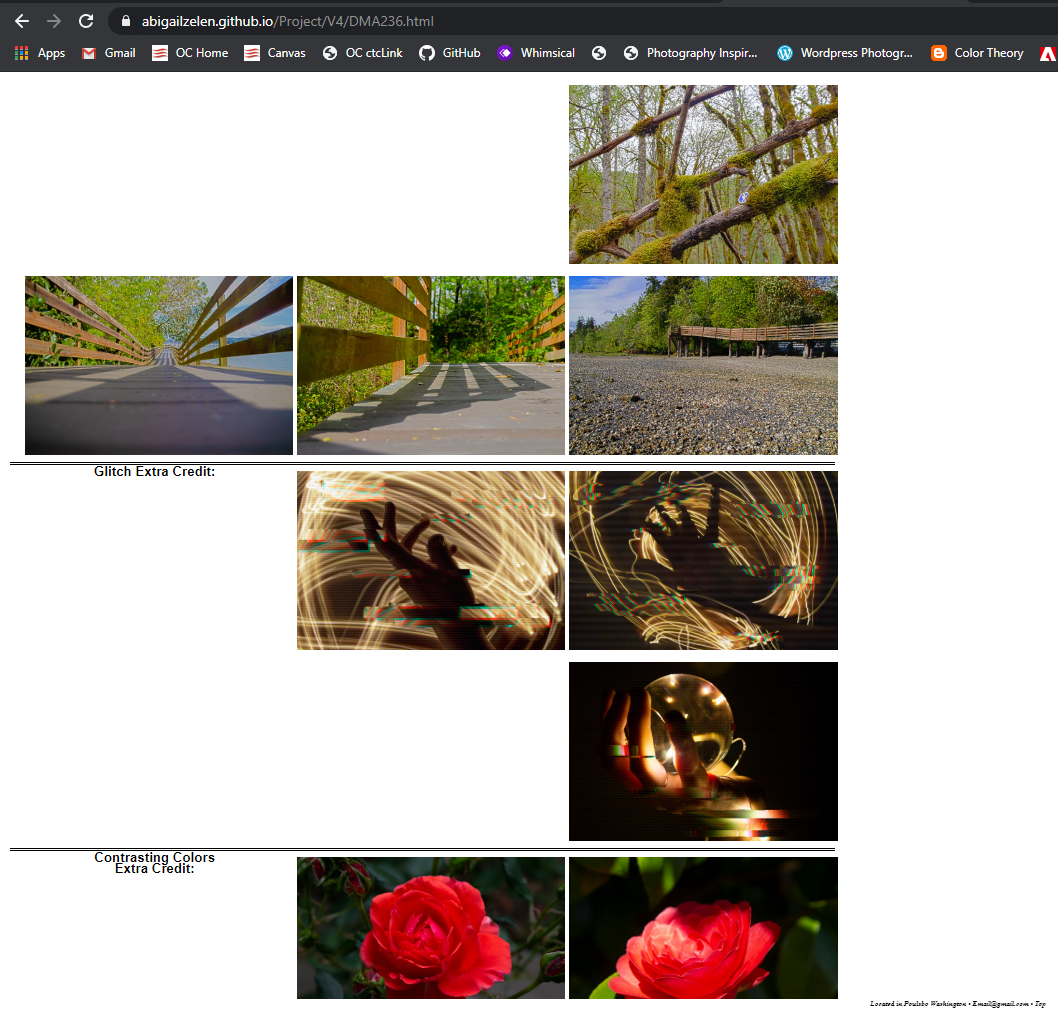 abigailzelen.github.io/Project/V4/DMA236.html
Apps Gmail OC Home Canvas OC ctcLink GitHub Whimsical Photography Inspir... Wordpress Photogr... Color Theory
Glitch Extra Credit:
Contrasting Colors
Extra Credit:
Located in Poulsbo Washington • Email@gmail.com • Top